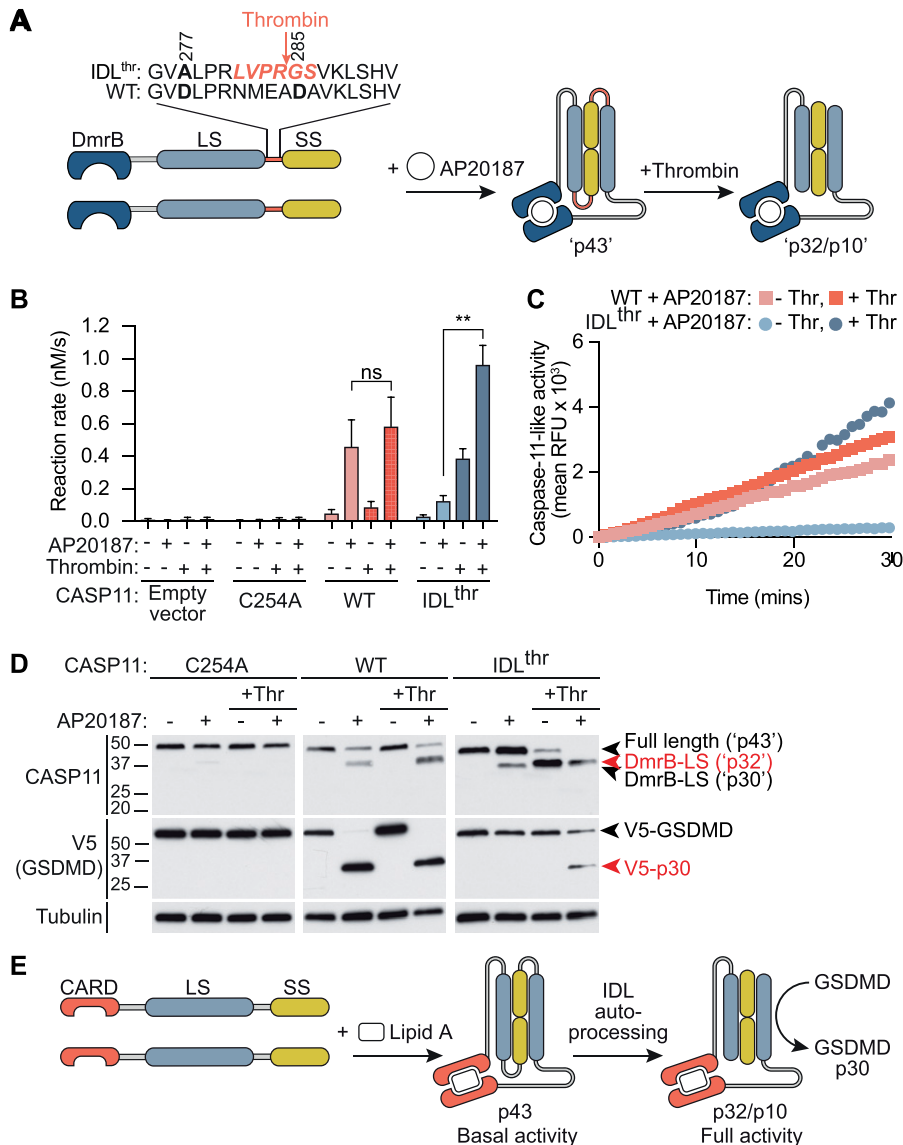 A
Thrombin
277
285
IDLthr: GVALPRLVPRGSVKLSHV
WT: GVDLPRNMEADAVKLSHV
DmrB
LS
SS
+ AP20187
+Thrombin
'p43'
'p32/p10'
B
Reaction rate (nM/s)
1.2
1.0
0.8
0.6
0.4
0.2
0.0
ns
**
AP20187: - + - + - + - + - + - + - + - +
Thrombin: - - + + - - + + - - + + - - + +
CASP11: Empty vector C254A WT IDLthr
C
WT + AP20187: - Thr, + Thr
IDLthr + AP20187: - Thr, + Thr
Caspase-11-like activity
(mean RFU x 10³)
6
4
2
0
0 10 20 30
Time (mins)
D
CASP11: C254A WT IDLthr
+Thr +Thr +Thr
AP20187: - + - + - + - + - + - +
CASP11
50
37
25
20
Full length ('p43')
DmrB-LS ('p32')
DmrB-LS ('p30')
V5
(GSDMD)
50
37
25
V5-GSDMD
V5-p30
Tubulin
E
CARD
LS
SS
+ Lipid A
p43
Basal activity
IDL
auto-
processing
p32/p10
Full activity
GSDMD
GSDMD
p30